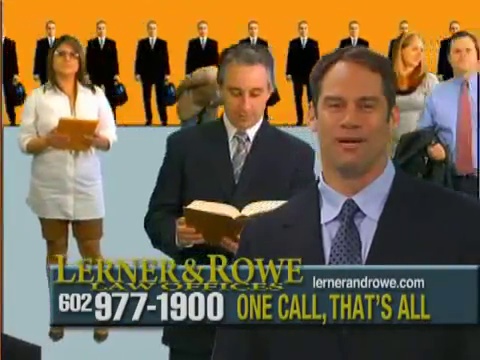 LERNER & ROWE
LAW OFFICES
lernerandrowe.com
602 977-1900
ONE CALL, THAT'S ALL